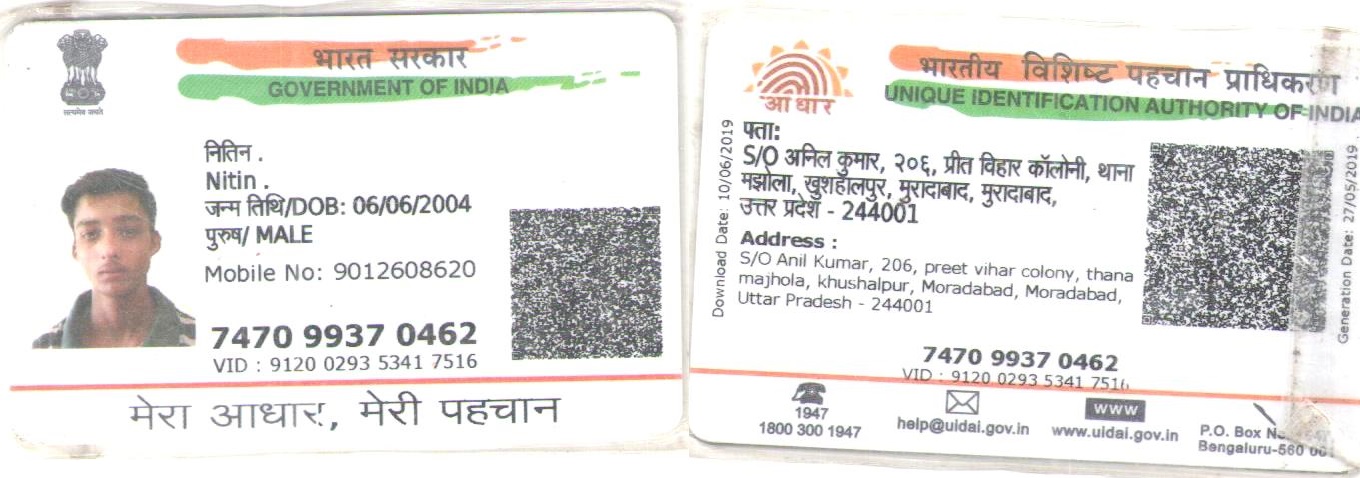 सत्यमेव जयते
भारत सरकार
GOVERNMENT OF INDIA
नितिन .
Nitin .
जन्म तिथि/DOB: 06/06/2004
पुरुष/ MALE
Mobile No: 9012608620
7470 9937 0462
VID : 9120 0293 5341 7516
मेरा आधार, मेरी पहचान
आधार
भारतीय विशिष्ट पहचान प्राधिकरण
UNIQUE IDENTIFICATION AUTHORITY OF INDIA
Download Date: 10/06/2019
पता:
S/O अनिल कुमार, २०६, प्रीत विहार कॉलोनी, थाना
मझोला, खुशहालपुर, मुरादाबाद, मुरादाबाद,
उत्तर प्रदेश - 244001
Address :
S/O Anil Kumar, 206, preet vihar colony, thana
majhola, khushalpur, Moradabad, Moradabad,
Uttar Pradesh - 244001
Generation Date: 27/05/2019
7470 9937 0462
VID : 9120 0293 5341 7516
1947
1800 300 1947
help@uidai.gov.in
www
www.uidai.gov.in
P.O. Box
Bengaluru-560